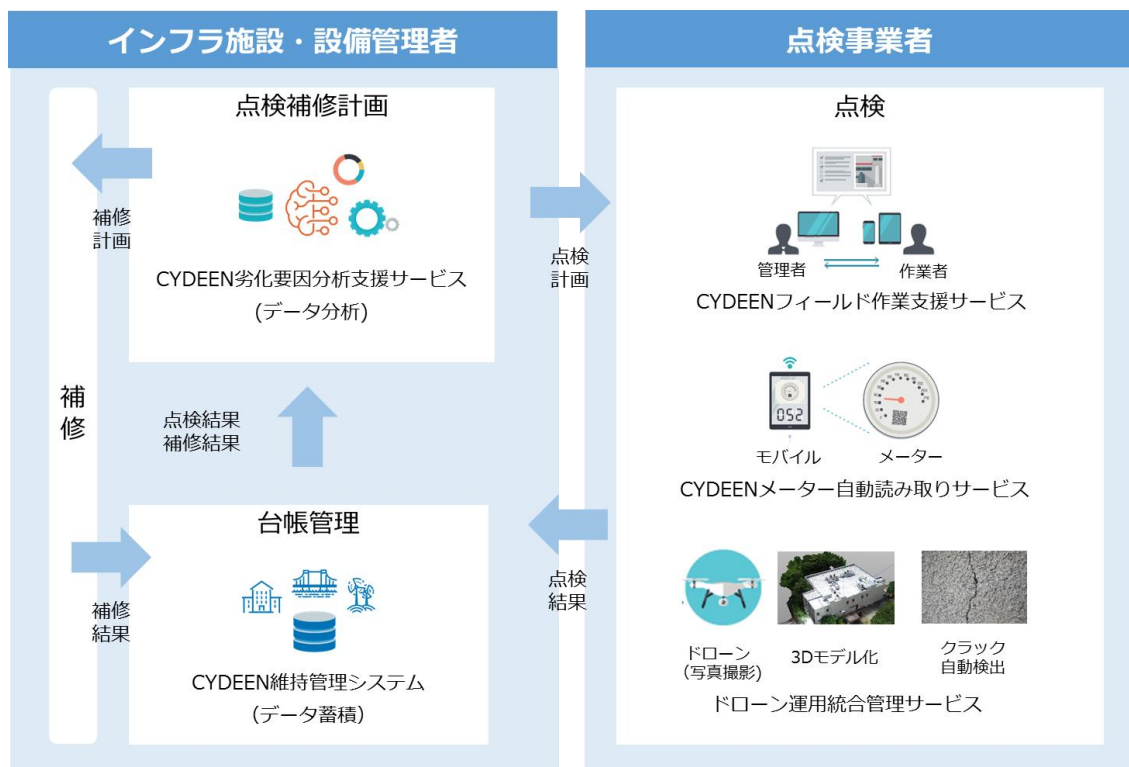 インフラ施設・設備管理者
点検補修計画
補修
計画
CYDEEN劣化要因分析支援サービス
(データ分析)
補
修
点検結果
補修結果
台帳管理
補修
結果
CYDEEN維持管理システム
(データ蓄積)
点検
計画
点検
結果
点検事業者
点検
管理者
作業者
CYDEENフィールド作業支援サービス
052
モバイル
メーター
CYDEENメーター自動読み取りサービス
ドローン
(写真撮影)
3Dモデル化
クラック
自動検出
ドローン運用統合管理サービス